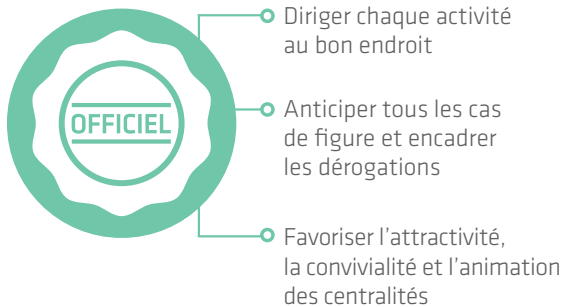 OFFICIEL
Diriger chaque activité
au bon endroit
Anticiper tous les cas
de figure et encadrer
les dérogations
Favoriser l’attractivité,
la convivialité et l’animation
des centralités